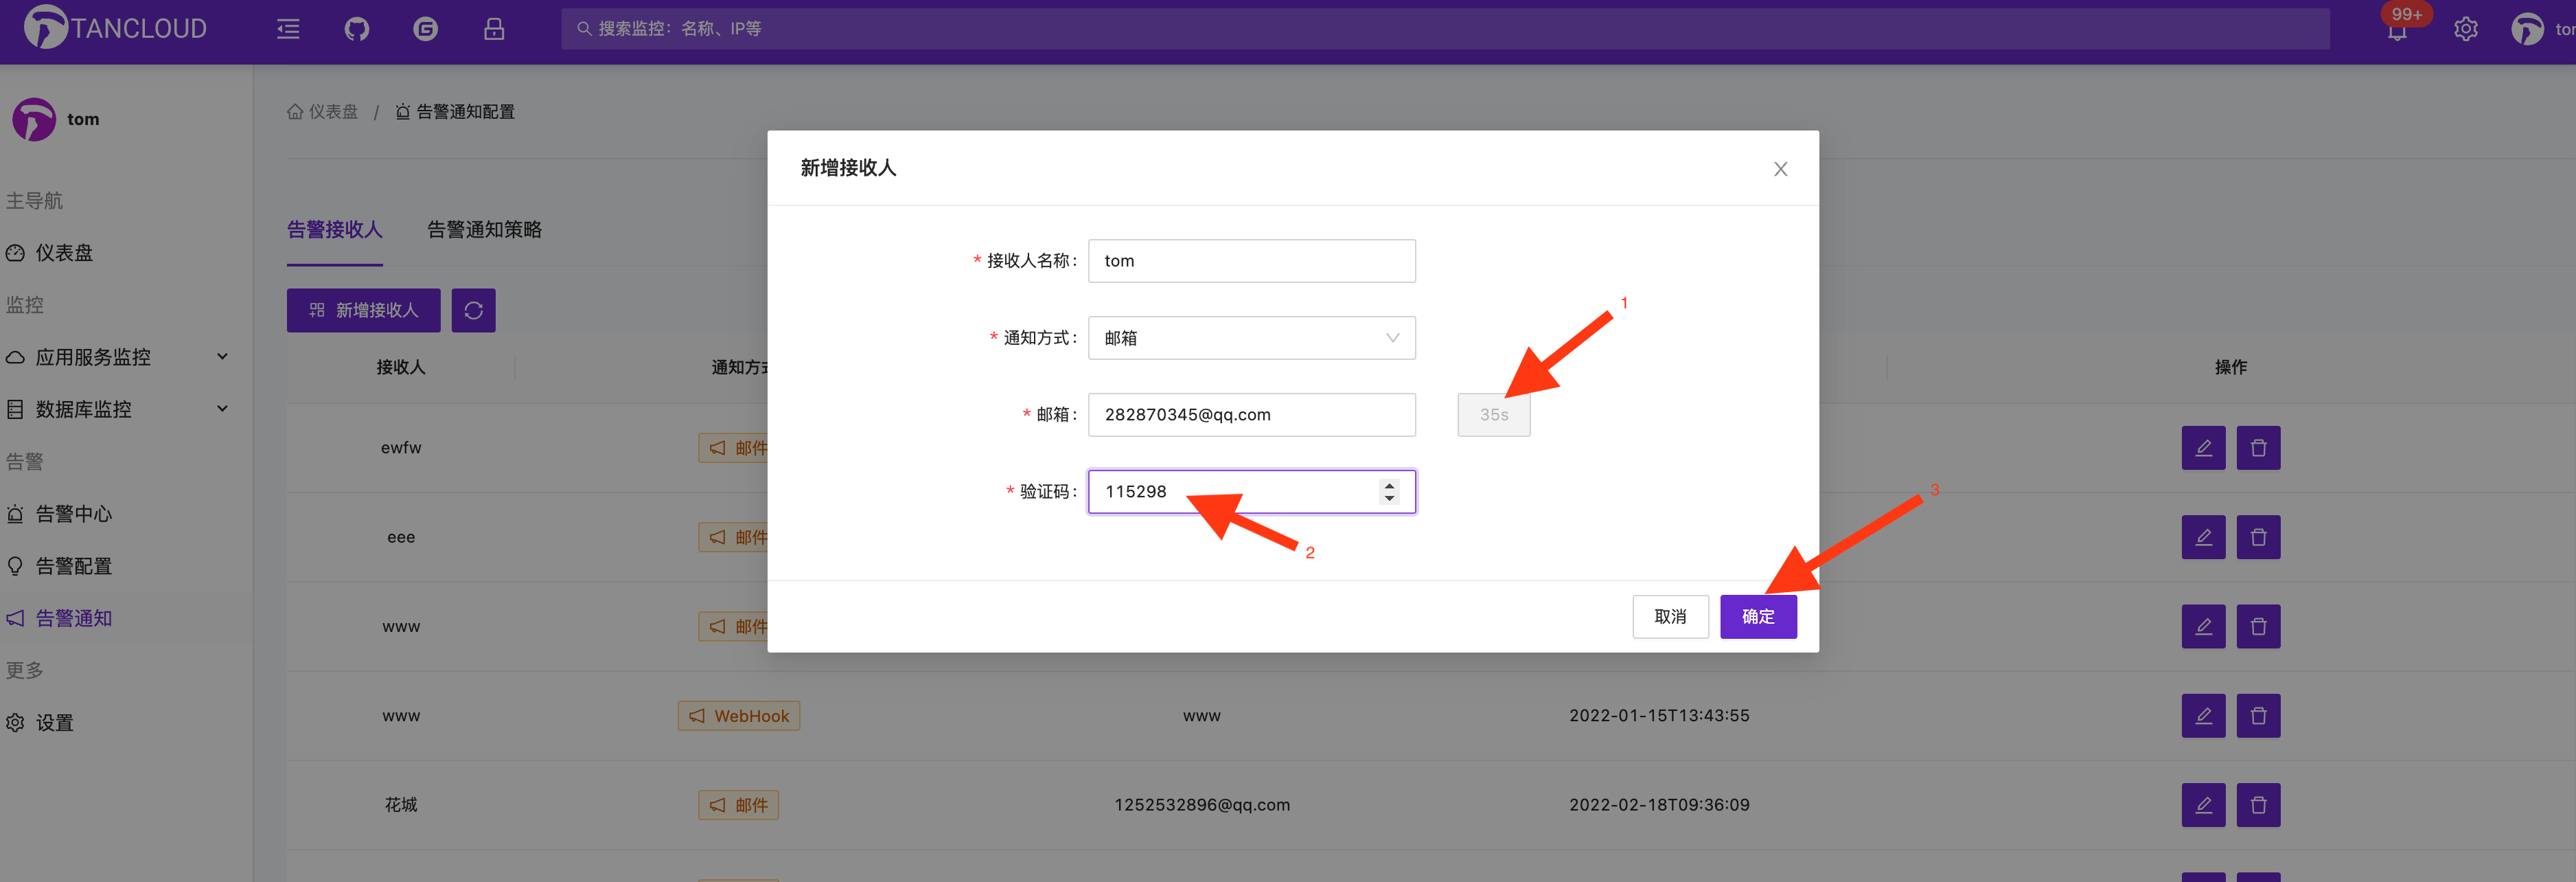 TANCLOUD
搜索监控：名称、IP等
99+
tom
仪表盘 / 告警通知配置
主导航
仪表盘
监控
应用服务监控
数据库监控
告警
告警中心
告警配置
告警通知
更多
设置
告警接收人 告警通知策略
新增接收人
接收人 通知方式 操作
ewfw 邮件
eee 邮件
www 邮件
www WebHook www 2022-01-15T13:43:55
花城 邮件 1252532896@qq.com 2022-02-18T09:36:09
新增接收人
* 接收人名称： tom
* 通知方式： 邮箱
* 邮箱： 282870345@qq.com 35s
* 验证码： 115298
1
2
3
取消 确定